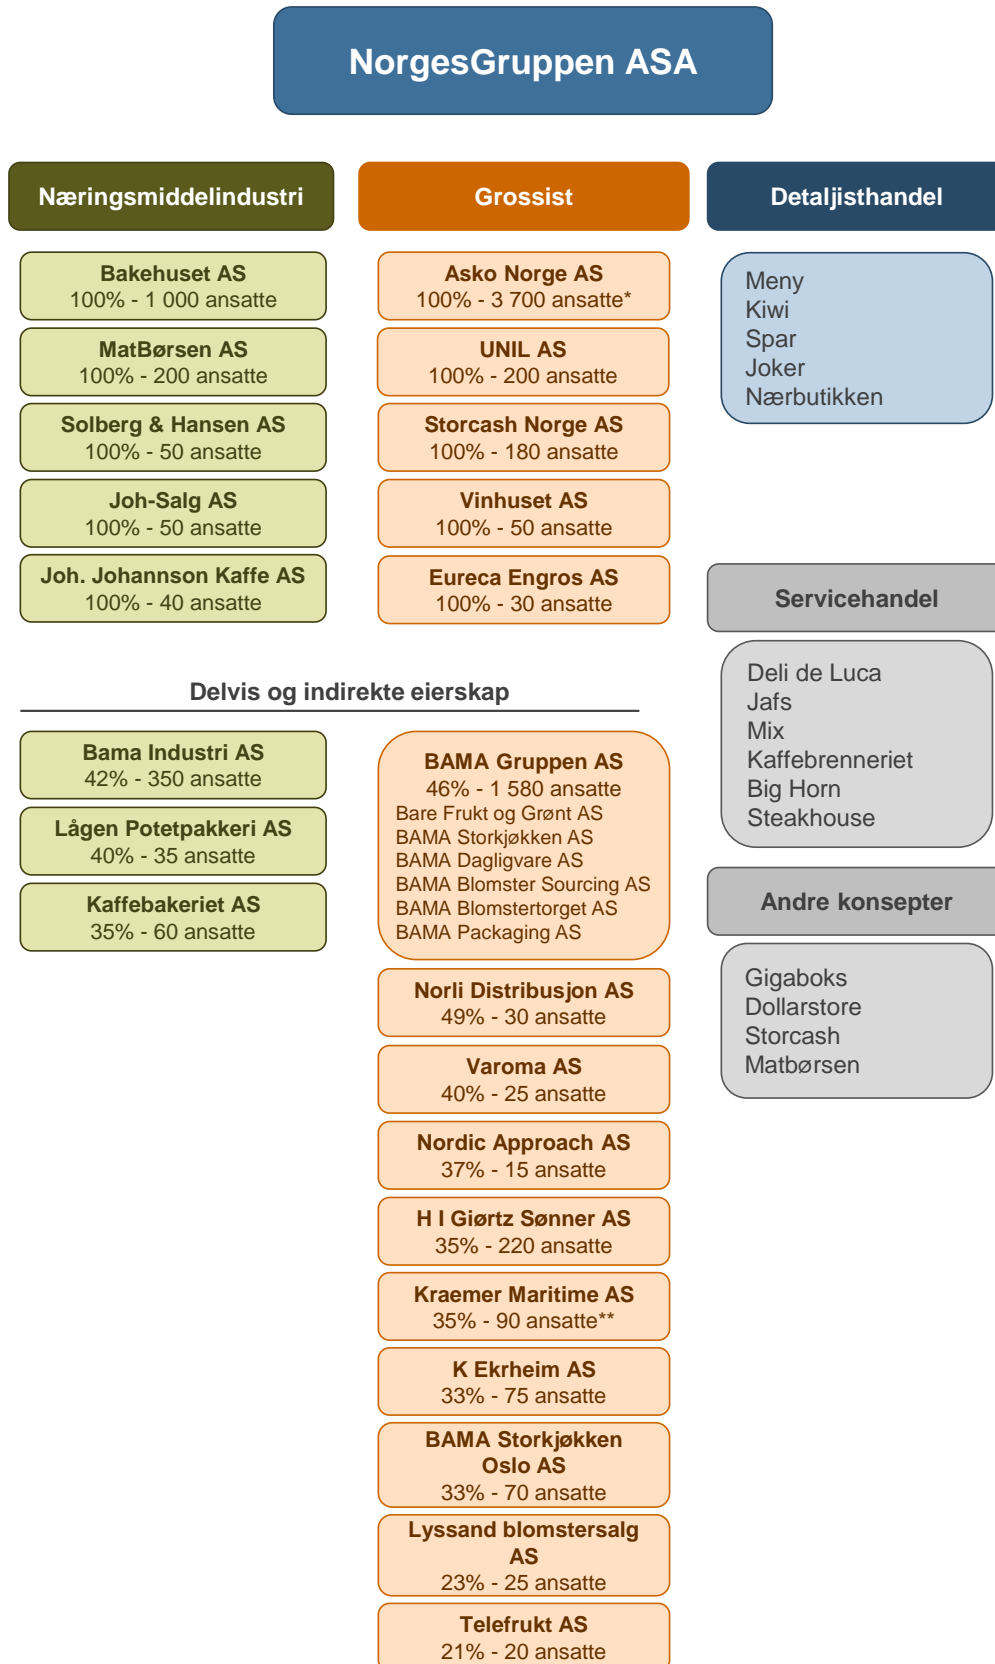 NorgesGruppen ASA
Næringsmiddelindustri
Bakehuset AS
100% - 1 000 ansatte
MatBørsen AS
100% - 200 ansatte
Solberg & Hansen AS
100% - 50 ansatte
Joh-Salg AS
100% - 50 ansatte
Joh. Johannson Kaffe AS
100% - 40 ansatte
Grossist
Asko Norge AS
100% - 3 700 ansatte*
UNIL AS
100% - 200 ansatte
Storcash Norge AS
100% - 180 ansatte
Vinhuset AS
100% - 50 ansatte
Eureca Engros AS
100% - 30 ansatte
Delvis og indirekte eierskap
Bama Industri AS
42% - 350 ansatte
Lågen Potetpakkeri AS
40% - 35 ansatte
Kaffebakeriet AS
35% - 60 ansatte
BAMA Gruppen AS
46% - 1 580 ansatte
Bare Frukt og Grønt AS
BAMA Storkjøkken AS
BAMA Dagligvare AS
BAMA Blomster Sourcing AS
BAMA Blomstertorget AS
BAMA Packaging AS
Norli Distribusjon AS
49% - 30 ansatte
Varoma AS
40% - 25 ansatte
Nordic Approach AS
37% - 15 ansatte
H I Giørtz Sønner AS
35% - 220 ansatte
Kraemer Maritime AS
35% - 90 ansatte**
K Ekrheim AS
33% - 75 ansatte
BAMA Storkjøkken
Oslo AS
33% - 70 ansatte
Lyssand blomstersalg
AS
23% - 25 ansatte
Telefrukt AS
21% - 20 ansatte
Detaljisthandel
Meny
Kiwi
Spar
Joker
Nærbutikken
Servicehandel
Deli de Luca
Jafs
Mix
Kaffebrenneriet
Big Horn
Steakhouse
Andre konsepter
Gigaboks
Dollarstore
Storcash
Matbørsen